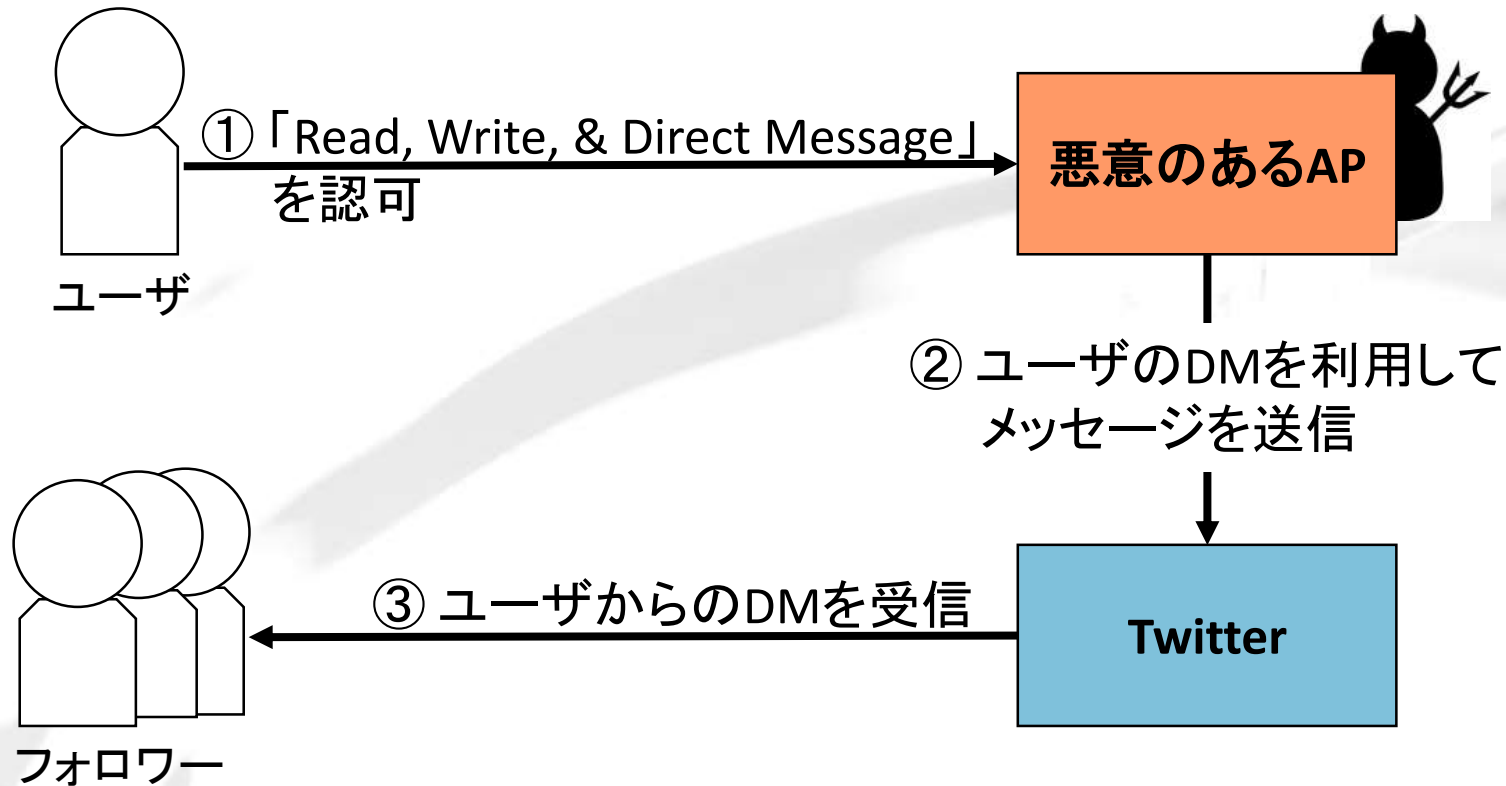 ①「Read, Write, & Direct Message」
を認可
悪意のあるAP
ユーザ
② ユーザのDMを利用して
メッセージを送信
③ ユーザからのDMを受信
Twitter
フォロワー